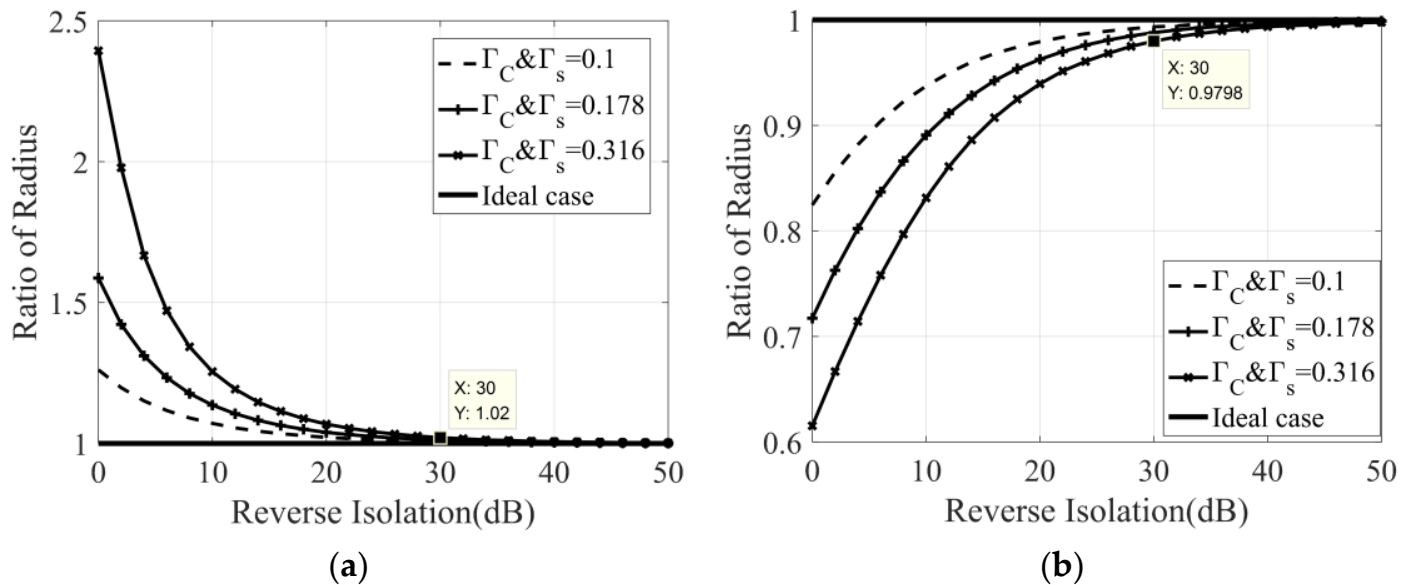 2.5
2
1.5
1
0
10
20
30
40
50
Ratio of Radius
Reverse Isolation(dB)
Γ_C&Γ_s=0.1
Γ_C&Γ_s=0.178
Γ_C&Γ_s=0.316
Ideal case
X: 30
Y: 1.02
(a)
1
0.9
0.8
0.7
0.6
0
10
20
30
40
50
Ratio of Radius
Reverse Isolation(dB)
X: 30
Y: 0.9798
Γ_C&Γ_s=0.1
Γ_C&Γ_s=0.178
Γ_C&Γ_s=0.316
Ideal case
(b)